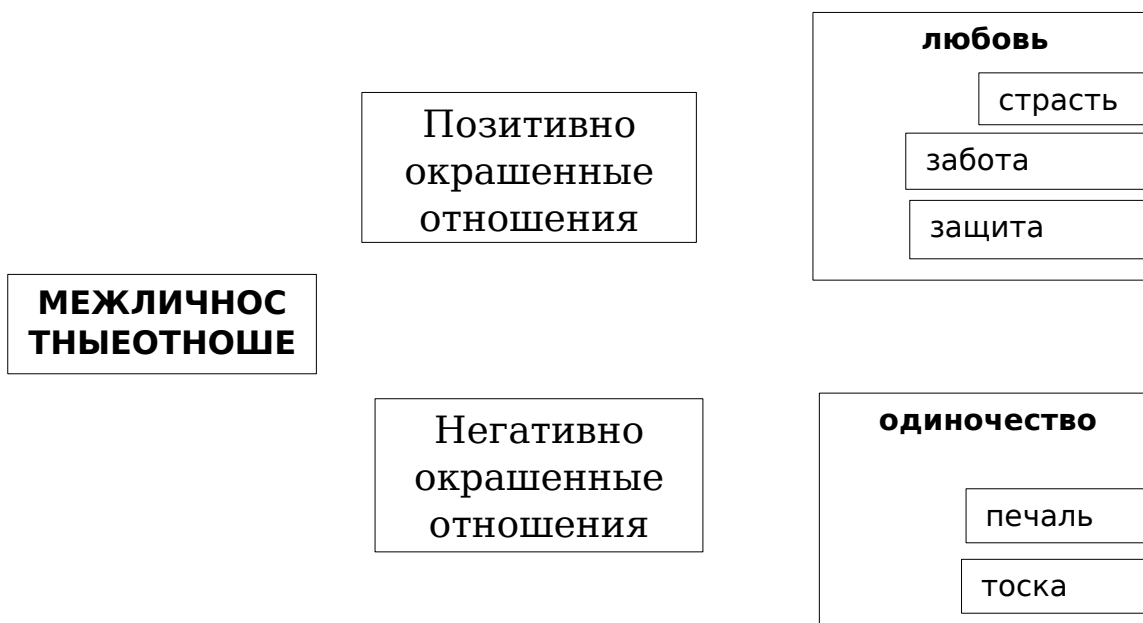 МЕЖЛИЧНОС
ТНЫЕОТНОШЕ
Позитивно
окрашенные
отношения
любовь
страсть
забота
защита
Негативно
окрашенные
отношения
одиночество
печаль
тоска